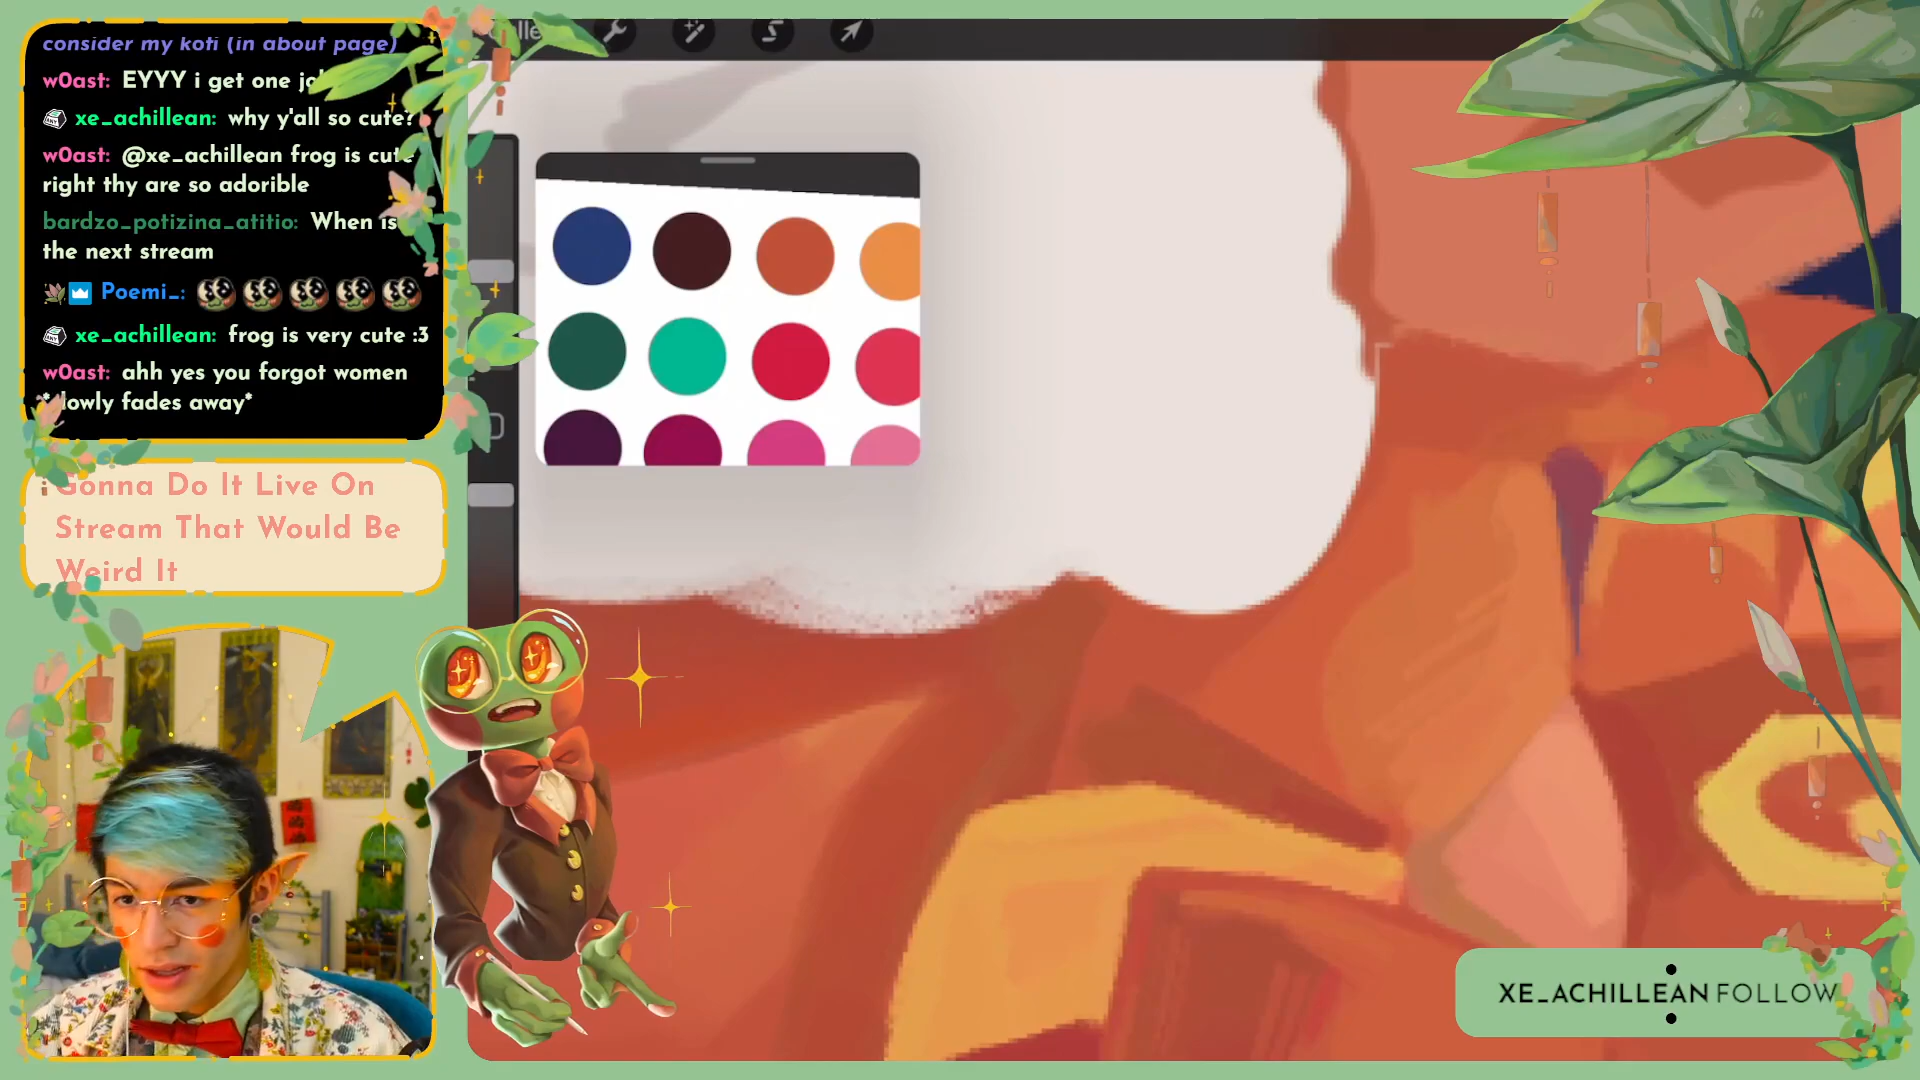 consider my koti (in about page)
w0ast: EYYY i get one
xe_achillean: why y'all so cute?
w0ast: @xe_achillean frog is cute
right thy are so adorible
bardzo_potizina_atitio: When is
the next stream
Poemi_:
xe_achillean: frog is very cute :3
w0ast: ahh yes you forgot women
*slowly fades away*
Gonna Do It Live On
Stream That Would Be
Weird It
XE_ACHILLEAN FOLLOW